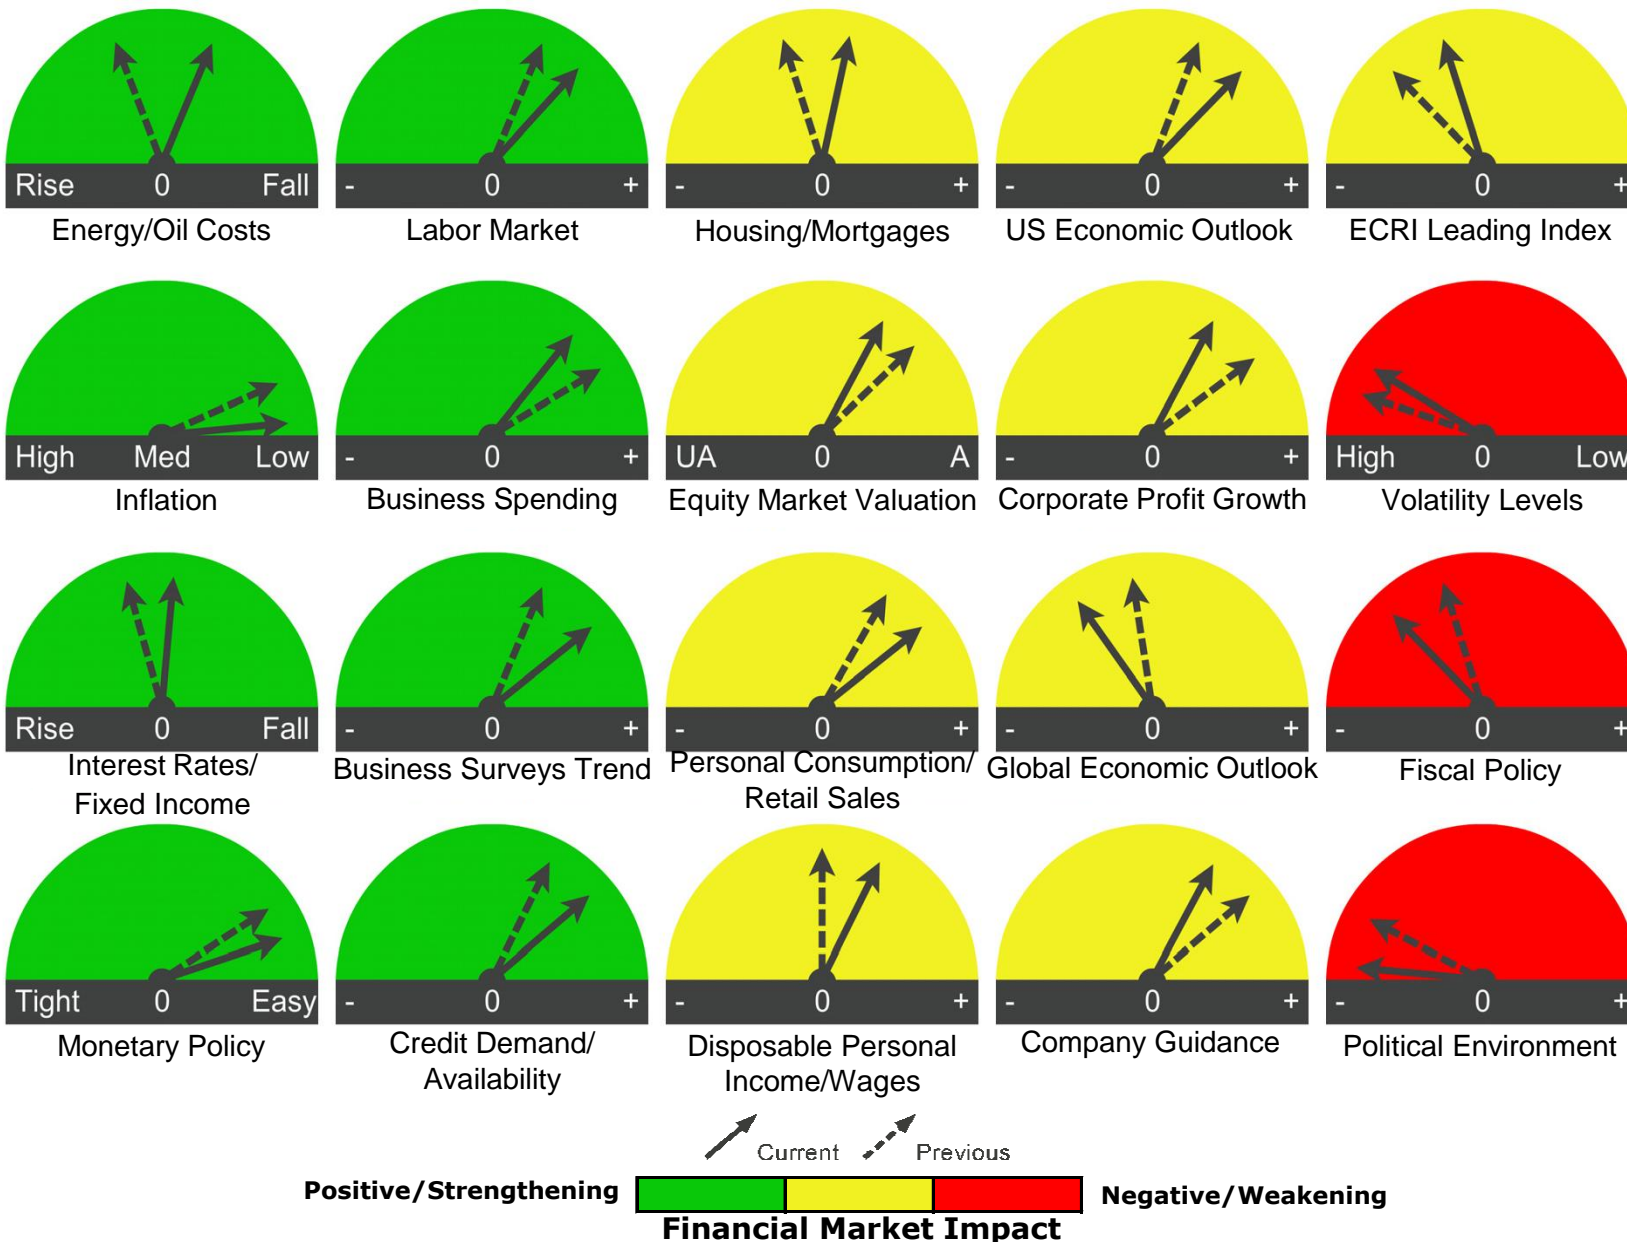 Rise 0 Fall
- 0 +
- 0 +
- 0 +
- 0 +
Energy/Oil Costs
Labor Market
Housing/Mortgages
US Economic Outlook
ECRI Leading Index
High Med Low
- 0 +
UA 0 A
- 0 +
High 0 Low
Inflation
Business Spending
Equity Market Valuation
Corporate Profit Growth
Volatility Levels
Rise 0 Fall
- 0 +
- 0 +
- 0 +
- 0 +
Interest Rates/
Fixed Income
Business Surveys Trend
Personal Consumption/
Retail Sales
Global Economic Outlook
Fiscal Policy
Tight 0 Easy
- 0 +
- 0 +
- 0 +
- 0 +
Monetary Policy
Credit Demand/
Availability
Disposable Personal
Income/Wages
Company Guidance
Political Environment
Current
Previous
Positive/Strengthening
Negative/Weakening
Financial Market Impact